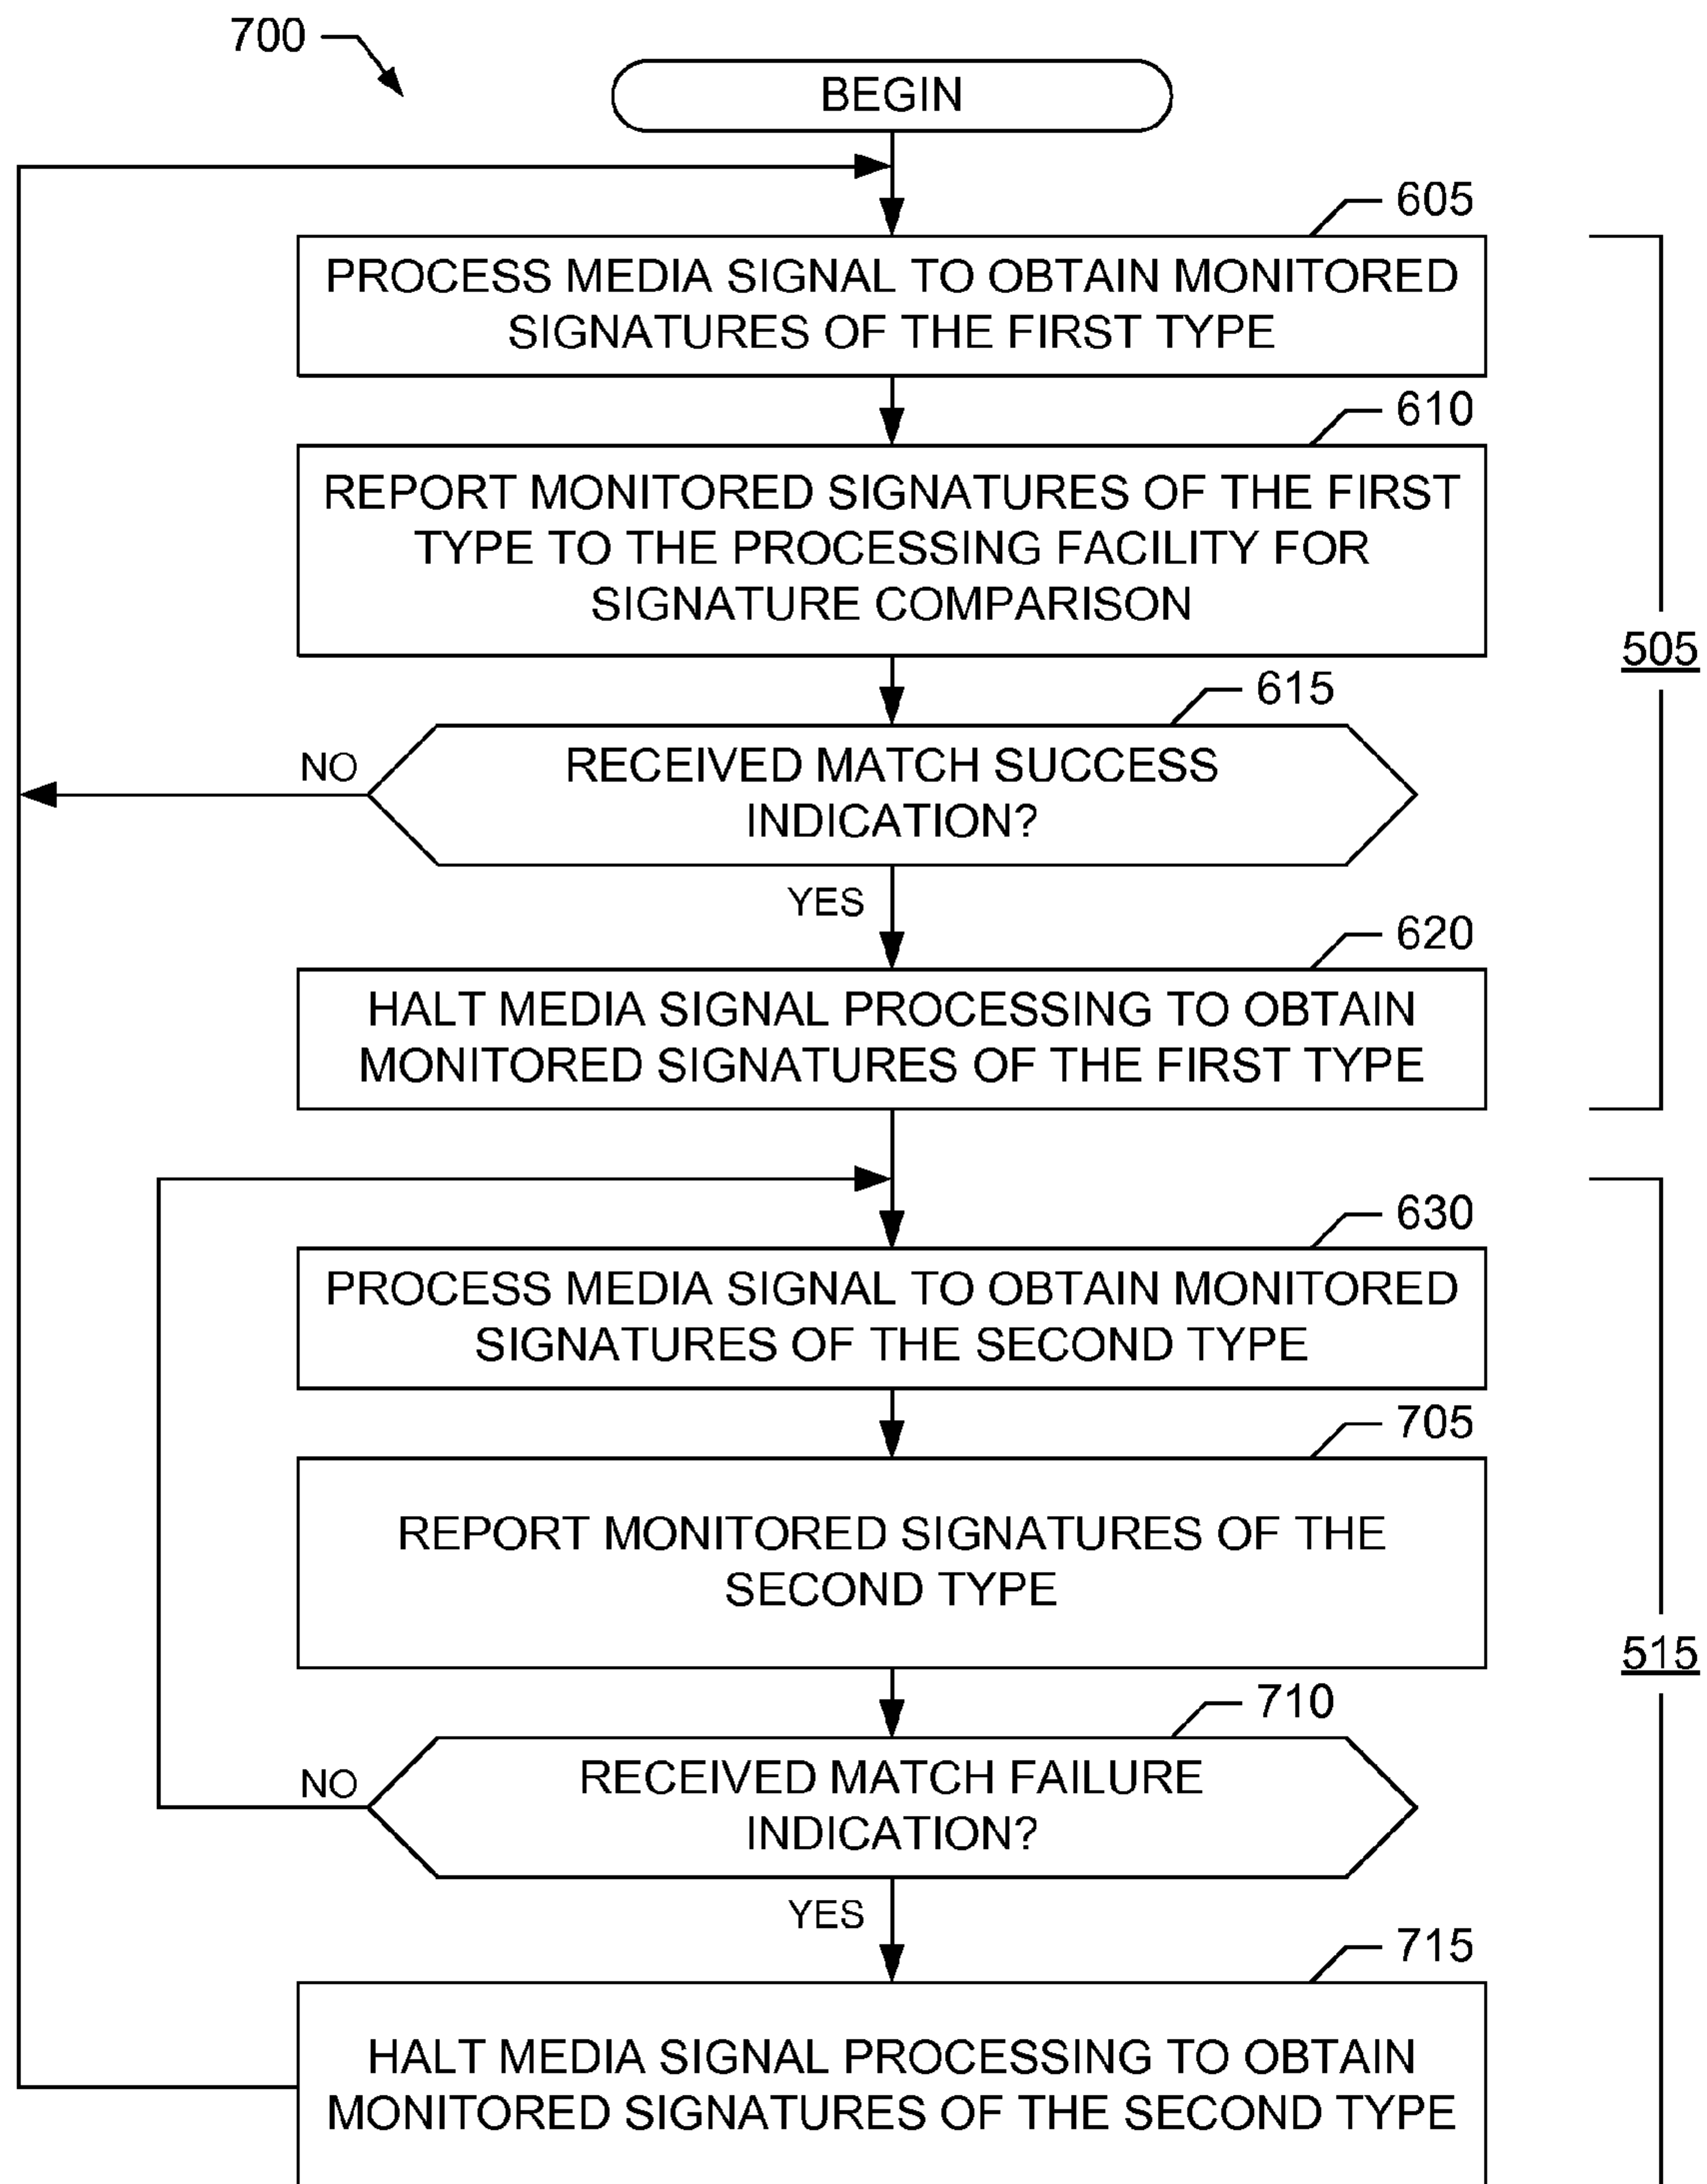 700
BEGIN
605
PROCESS MEDIA SIGNAL TO OBTAIN MONITORED
SIGNATURES OF THE FIRST TYPE
610
REPORT MONITORED SIGNATURES OF THE FIRST
TYPE TO THE PROCESSING FACILITY FOR
SIGNATURE COMPARISON
505
615
NO
RECEIVED MATCH SUCCESS
INDICATION?
YES
620
HALT MEDIA SIGNAL PROCESSING TO OBTAIN
MONITORED SIGNATURES OF THE FIRST TYPE
630
PROCESS MEDIA SIGNAL TO OBTAIN MONITORED
SIGNATURES OF THE SECOND TYPE
705
REPORT MONITORED SIGNATURES OF THE
SECOND TYPE
515
710
NO
RECEIVED MATCH FAILURE
INDICATION?
YES
715
HALT MEDIA SIGNAL PROCESSING TO OBTAIN
MONITORED SIGNATURES OF THE SECOND TYPE